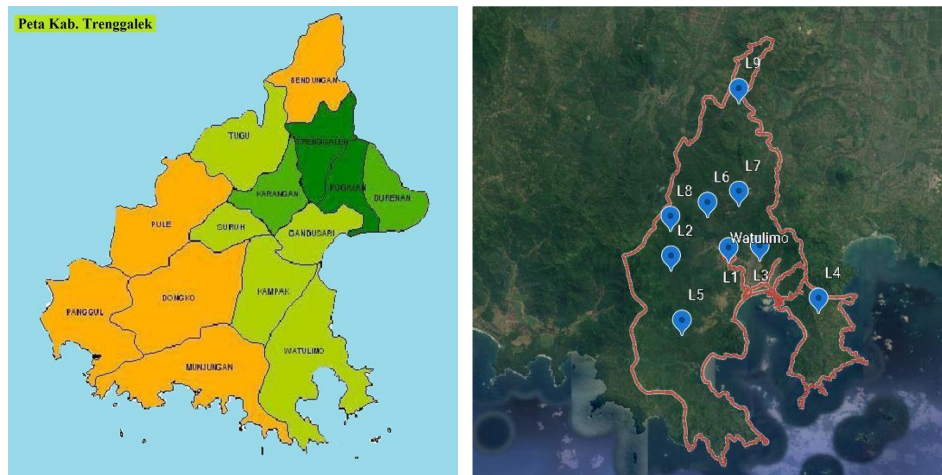 Peta Kab. Trenggalek
BENDUNGAN
TUGU
TRENGGALEK
KARANGAN
POGALAN
DURENAN
PULE
SURUH
GANDUSARI
DONGKO
KAMPAK
PANGGUL
WATULIMO
MUNJUNGAN
L9
L7
L6
L8
L2
Watulimo
L1
L3
L4
L5